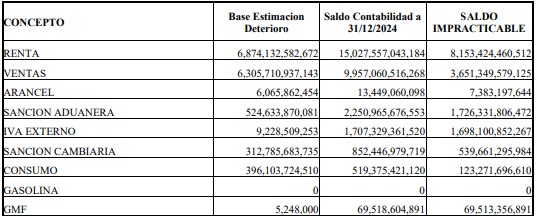 CONCEPTO Base Estimacion Deterioro Saldo Contabilidad a 31/12/2024 SALDO IMPRACTICABLE
RENTA 6,874,132,582,672 15,027,557,043,184 8,153,424,460,512
VENTAS 6,305,710,937,143 9,957,060,516,268 3,651,349,579,125
ARANCEL 6,065,862,454 13,449,060,098 7,383,197,644
SANCION ADUANERA 524,633,870,081 2,250,965,676,553 1,726,331,806,472
IVA EXTERNO 9,228,509,253 1,707,329,361,520 1,698,100,852,267
SANCION CAMBIARIA 312,785,683,735 852,446,979,719 539,661,295,984
CONSUMO 396,103,724,510 519,375,421,120 123,271,696,610
GASOLINA 0 0 0
GMF 5,248,000 69,518,604,891 69,513,356,891